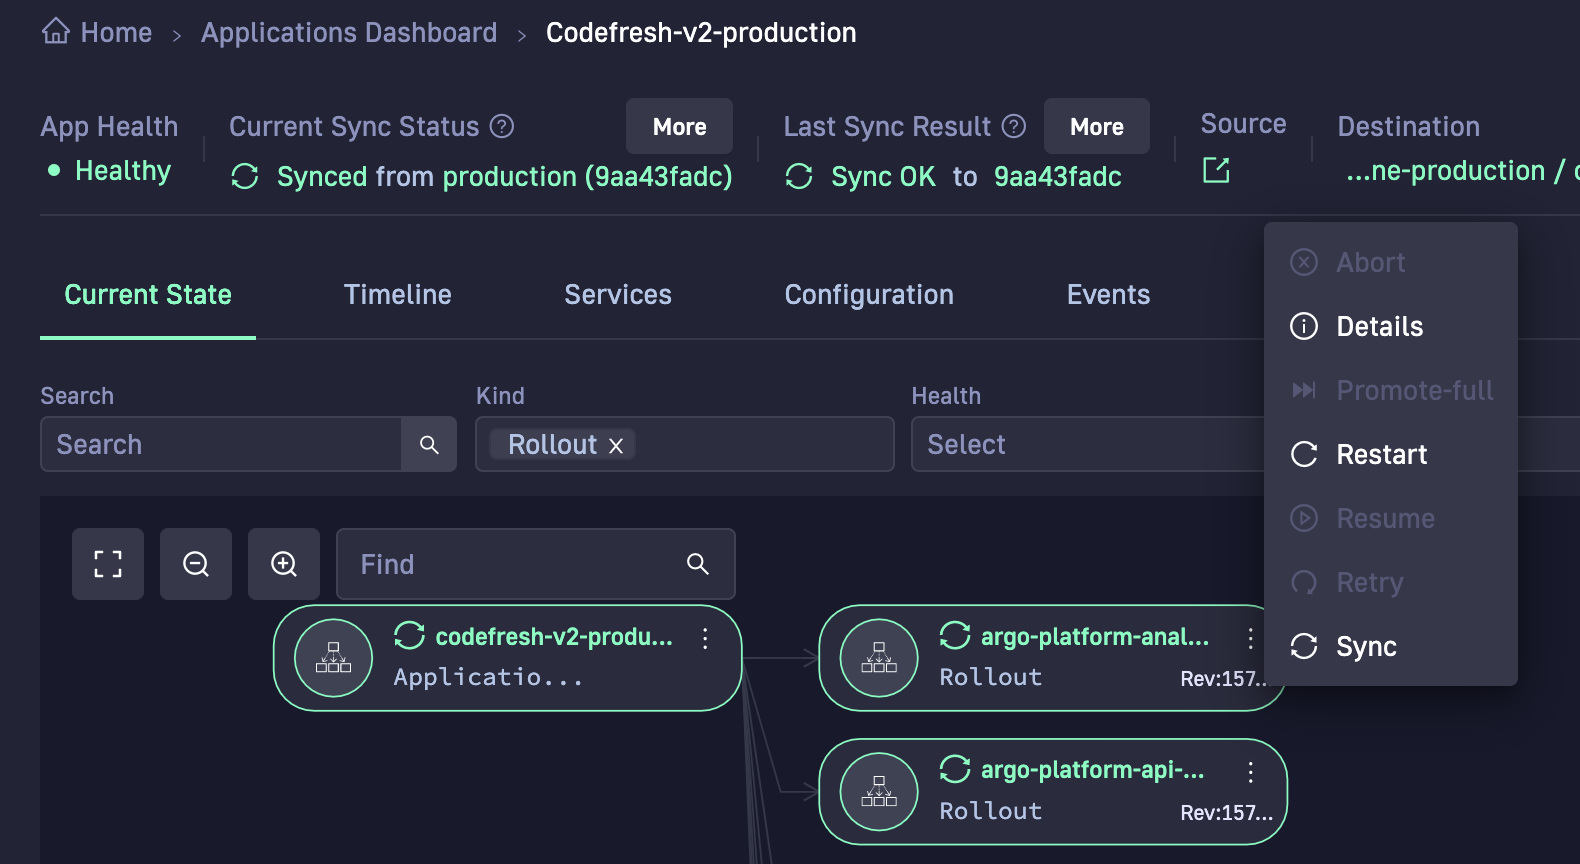 Home > Applications Dashboard > Codefresh-v2-production
App Health
Healthy
Current Sync Status ? More
Synced from production (9aa43fadc)
Last Sync Result ? More
Sync OK to 9aa43fadc
Source
Destination
...ne-production /
Current State Timeline Services Configuration Events
Abort
Details
Promote-full
Restart
Resume
Retry
Sync
Search
Search
Kind
Rollout x
Health
Select
Find
codefresh-v2-produ...
Applicatio...
argo-platform-anal...
Rollout Rev:157...
argo-platform-api-...
Rollout Rev:157...